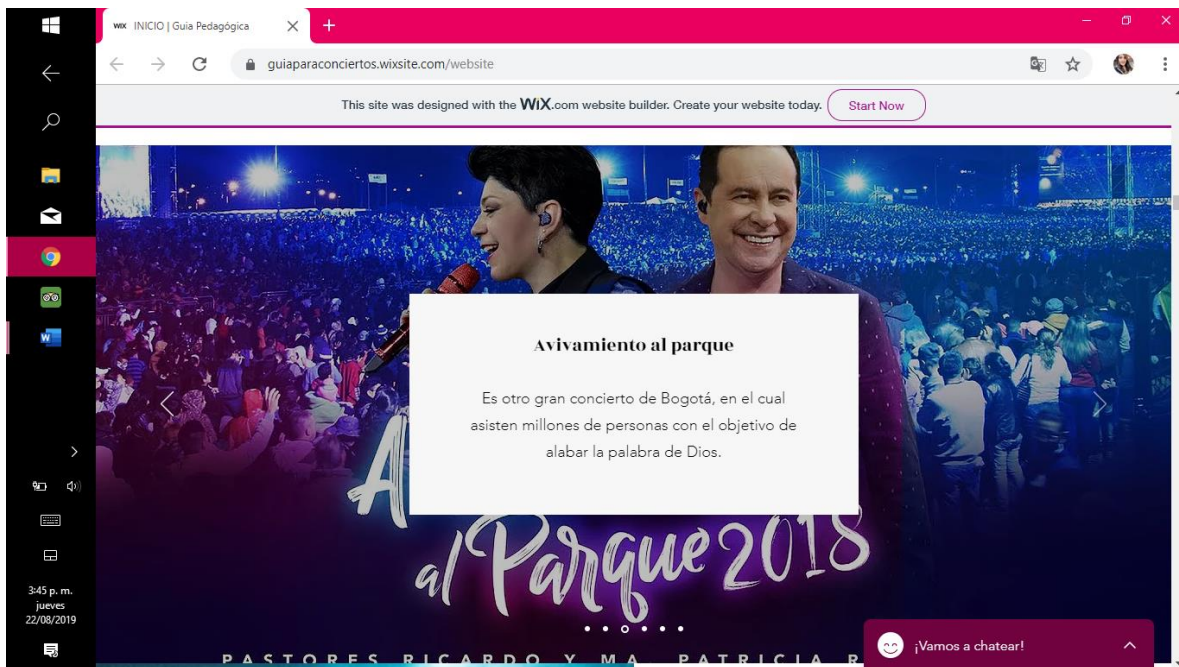 WiX INICIO | Guia Pedagógica
guiaparaconciertos.wixsite.com/website
This site was designed with the WiX.com website builder. Create your website today. Start Now
Avivamiento al parque
Es otro gran concierto de Bogotá, en el cual
asisten millones de personas con el objetivo de
alabar la palabra de Dios.
A
al Parque 2018
PASTORES RICARDO Y MA. PATRICIA R
¡Vamos a chatear!
3:45 p. m.
jueves
22/08/2019